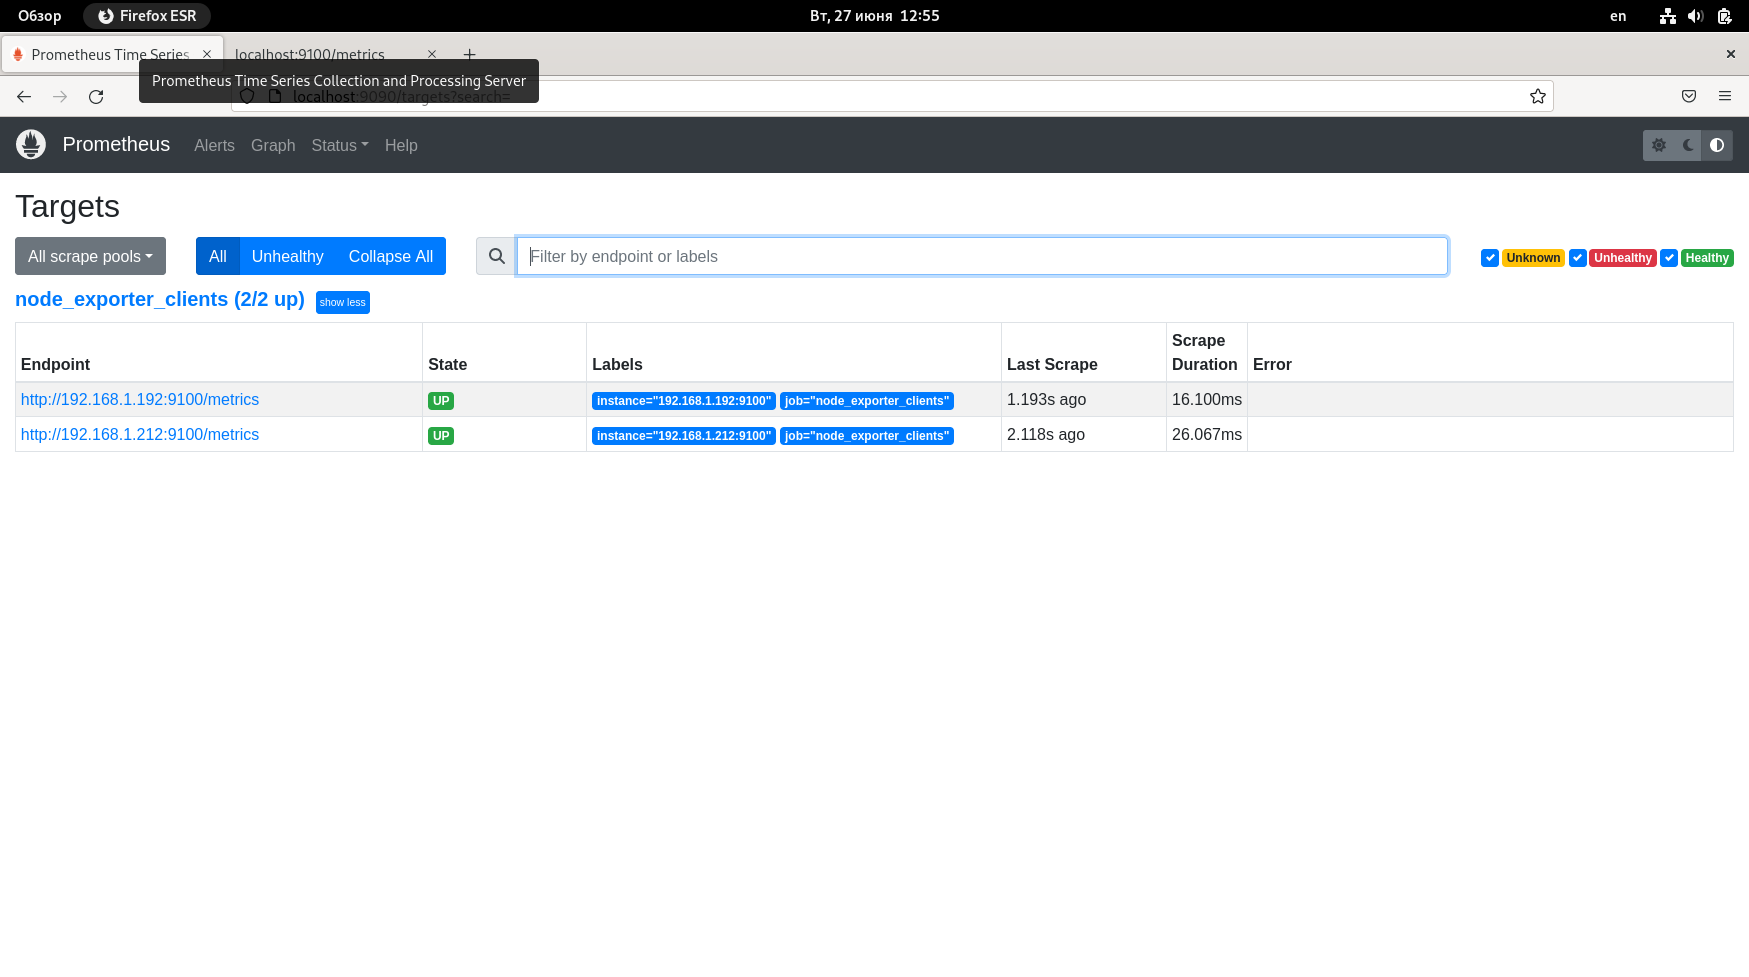 Обзор Firefox ESR Вт, 27 июня 12:55 en
Prometheus Time Series localhost:9100/metrics
Prometheus Time Series Collection and Processing Server
localhost:9090/targets?search=
Prometheus Alerts Graph Status Help
Targets
All scrape pools All Unhealthy Collapse All Filter by endpoint or labels Unknown Unhealthy Healthy
node_exporter_clients (2/2 up) show less
Endpoint State Labels Last Scrape Scrape Duration Error
http://192.168.1.192:9100/metrics UP instance="192.168.1.192:9100" job="node_exporter_clients" 1.193s ago 16.100ms
http://192.168.1.212:9100/metrics UP instance="192.168.1.212:9100" job="node_exporter_clients" 2.118s ago 26.067ms